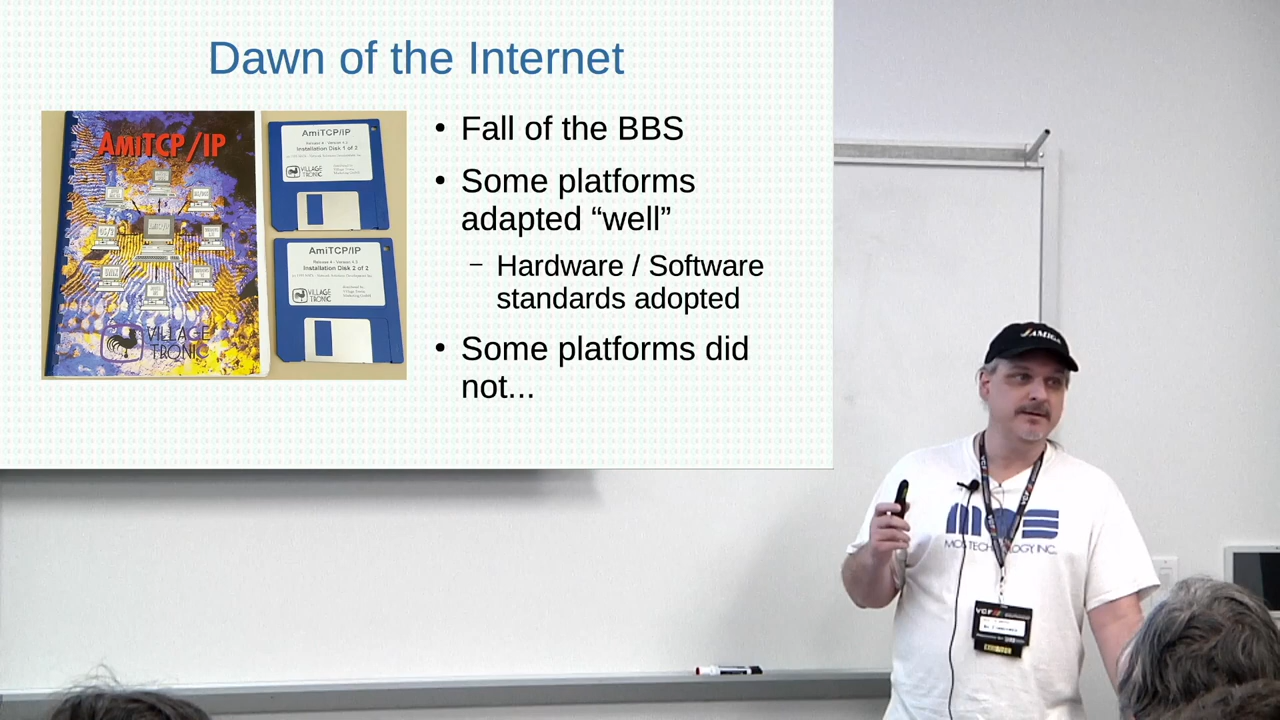 Dawn of the Internet
AMITCP/IP
VILLAGE
TRONIC
AmiTCP/IP
Installation Disk 1 of 2
VILLAGE
TRONIC
AmiTCP/IP
Installation Disk 2 of 2
VILLAGE
TRONIC
• Fall of the BBS
• Some platforms
adapted “well”
– Hardware / Software
standards adopted
• Some platforms did
not...
AMIGA
MOS TECHNOLOGY, INC.
VCF
EXHIBITOR